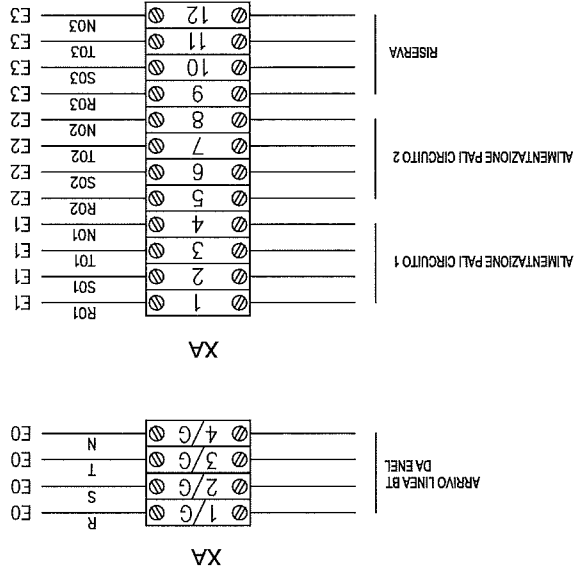 XA
ARRIVO LINEA BT
DA ENEL
1/G R E0
2/G S E0
3/G T E0
4/G N E0
XA
ALIMENTAZIONE PALI CIRCUITO 1
1 R01 E1
2 S01 E1
3 T01 E1
4 N01 E1
ALIMENTAZIONE PALI CIRCUITO 2
5 R02 E2
6 S02 E2
7 T02 E2
8 N02 E2
RISERVA
9 R03 E3
10 S03 E3
11 T03 E3
12 N03 E3